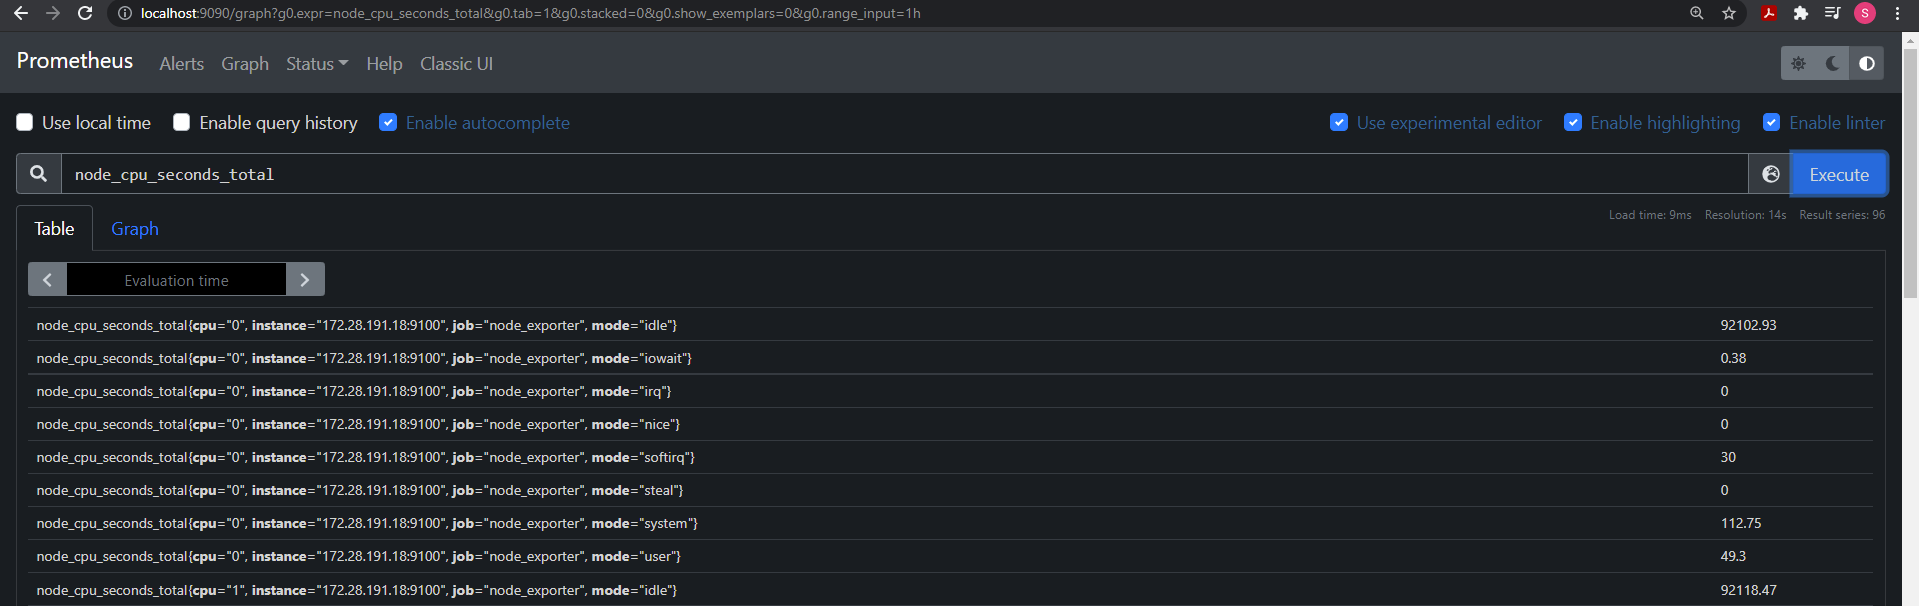 localhost:9090/graph?g0.expr=node_cpu_seconds_total&g0.tab=1&g0.stacked=0&g0.show_exemplars=0&g0.range_input=1h
S
Prometheus Alerts Graph Status Help Classic UI
Use local time Enable query history Enable autocomplete Use experimental editor Enable highlighting Enable linter
node_cpu_seconds_total Execute
Load time: 9ms Resolution: 14s Result series: 96
Table Graph
Evaluation time
node_cpu_seconds_total{cpu="0", instance="172.28.191.18:9100", job="node_exporter", mode="idle"} 92102.93
node_cpu_seconds_total{cpu="0", instance="172.28.191.18:9100", job="node_exporter", mode="iowait"} 0.38
node_cpu_seconds_total{cpu="0", instance="172.28.191.18:9100", job="node_exporter", mode="irq"} 0
node_cpu_seconds_total{cpu="0", instance="172.28.191.18:9100", job="node_exporter", mode="nice"} 0
node_cpu_seconds_total{cpu="0", instance="172.28.191.18:9100", job="node_exporter", mode="softirq"} 30
node_cpu_seconds_total{cpu="0", instance="172.28.191.18:9100", job="node_exporter", mode="steal"} 0
node_cpu_seconds_total{cpu="0", instance="172.28.191.18:9100", job="node_exporter", mode="system"} 112.75
node_cpu_seconds_total{cpu="0", instance="172.28.191.18:9100", job="node_exporter", mode="user"} 49.3
node_cpu_seconds_total{cpu="1", instance="172.28.191.18:9100", job="node_exporter", mode="idle"} 92118.47